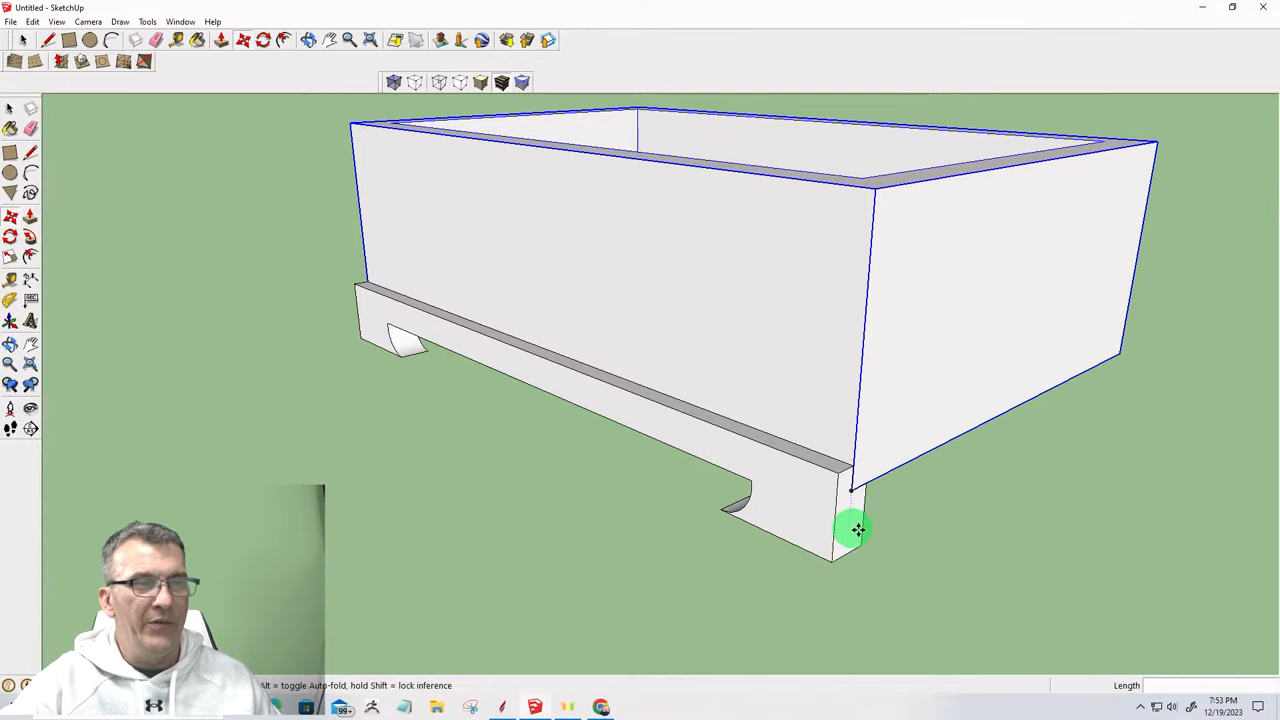 Untitled - SketchUp
File Edit View Camera Draw Tools Window Help
Alt = toggle Auto-fold, hold Shift = lock inference
Length
99+
7:53 PM
12/19/2023